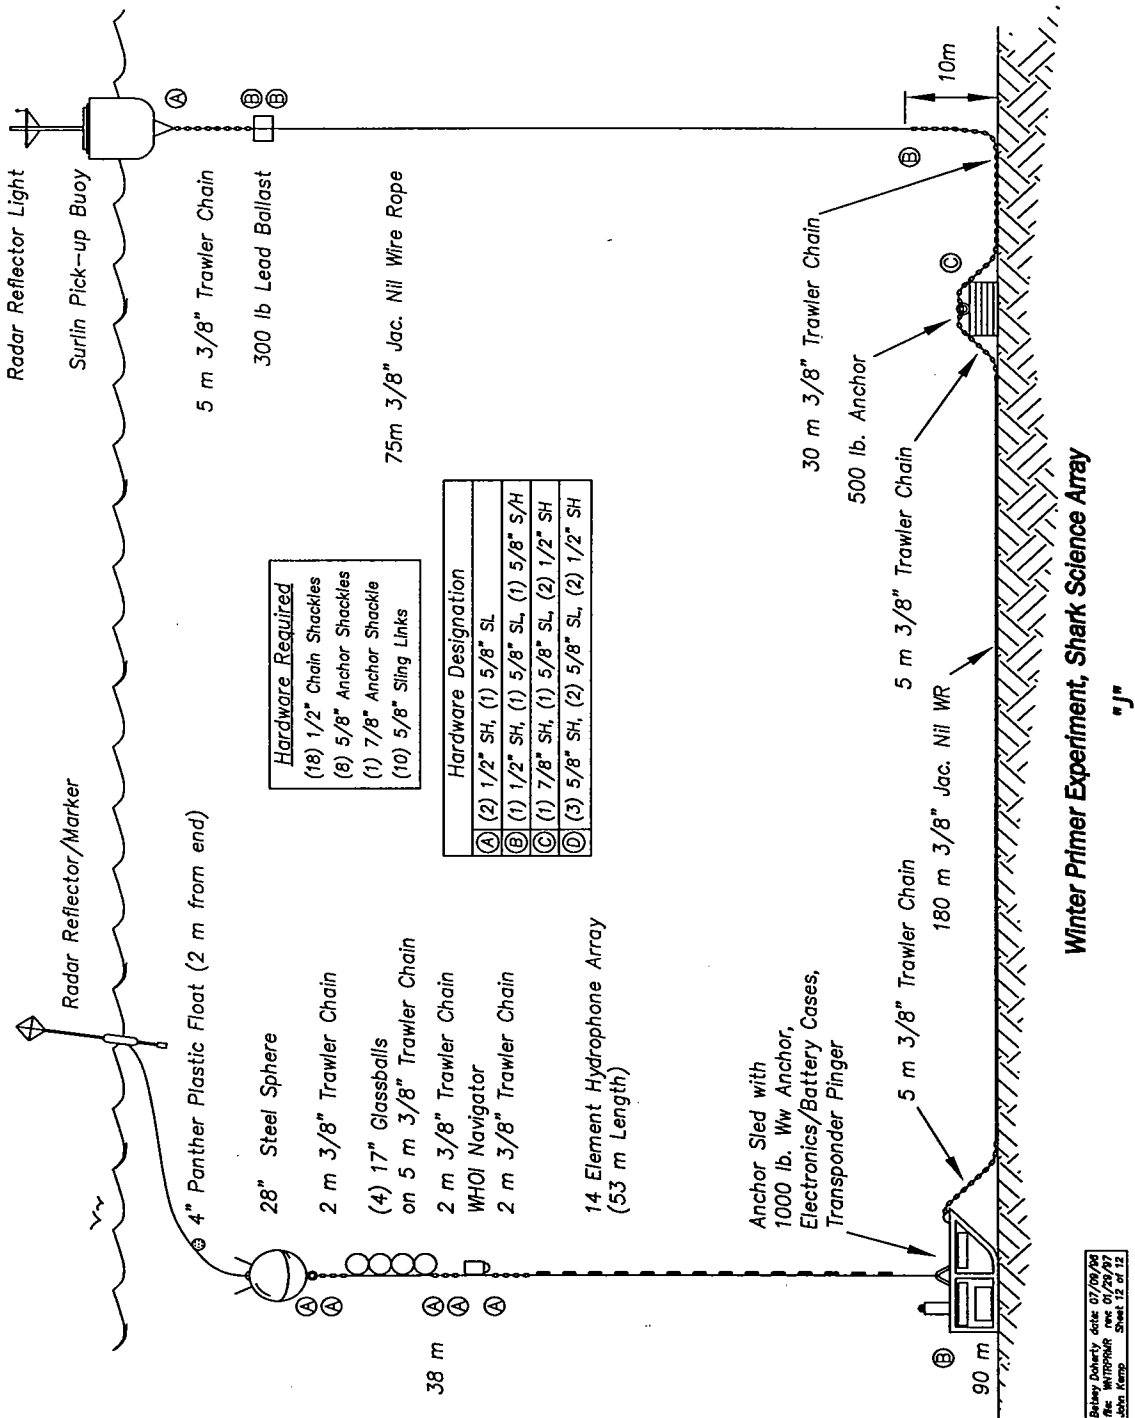 Radar Reflector Light
Surlin Pick-up Buoy
A
5 m 3/8" Trawler Chain
B
B
300 lb Lead Ballast
75m 3/8" Jac. Nil Wire Rope
B
10m
30 m 3/8" Trawler Chain
C
500 lb. Anchor
5 m 3/8" Trawler Chain
180 m 3/8" Jac. Nil WR
5 m 3/8" Trawler Chain
Radar Reflector/Marker
4" Panther Plastic Float (2 m from end)
28" Steel Sphere
A
A
2 m 3/8" Trawler Chain
(4) 17" Glassballs
on 5 m 3/8" Trawler Chain
A
A
2 m 3/8" Trawler Chain
WHOI Navigator
A
2 m 3/8" Trawler Chain
38 m
14 Element Hydrophone Array
(53 m Length)
Anchor Sled with
1000 lb. Ww Anchor,
Electronics/Battery Cases,
Transponder Pinger
B
90 m
Hardware Required
(18) 1/2" Chain Shackles
(8) 5/8" Anchor Shackles
(1) 7/8" Anchor Shackle
(10) 5/8" Sling Links
Hardware Designation
A (2) 1/2" SH, (1) 5/8" SL
B (1) 1/2" SH, (1) 5/8" SL, (1) 5/8" S/H
C (1) 7/8" SH, (1) 5/8" SL, (2) 1/2" SH
D (3) 5/8" SH, (2) 5/8" SL, (2) 1/2" SH
Winter Primer Experiment, Shark Science Array
"J"
Betsey Doherty date: 07/09/96
file: WNTRPRMR rev: 01/29/97
John Kemp Sheet 12 of 12